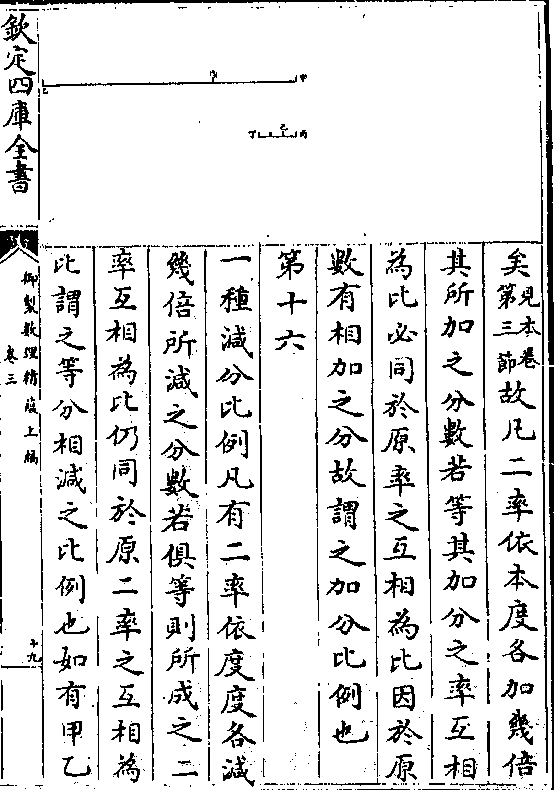 矣見本卷第三節故凡二率依本度各加幾倍
其所加之分數若等其加分之率互相
為比必同於原率之互相為比因於原
數有相加之分故謂之加分比例也
第十六
一種減分比例凡有二率依度度各減
幾倍所減之分數若俱等則所成之二
率互相為比仍同於原二率之互相為
比謂之等分相減之比例也如有甲乙
甲
乙
丙
丁
欽定四庫全書
御製數理精蘊上編
卷三
十九